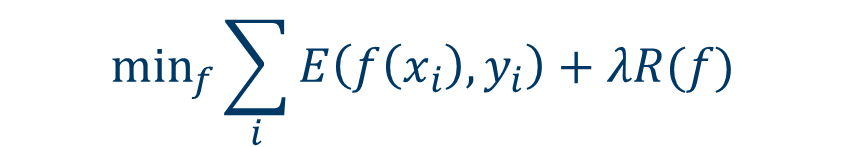 min_f ∑_i E(f(x_i), y_i) + λR(f)